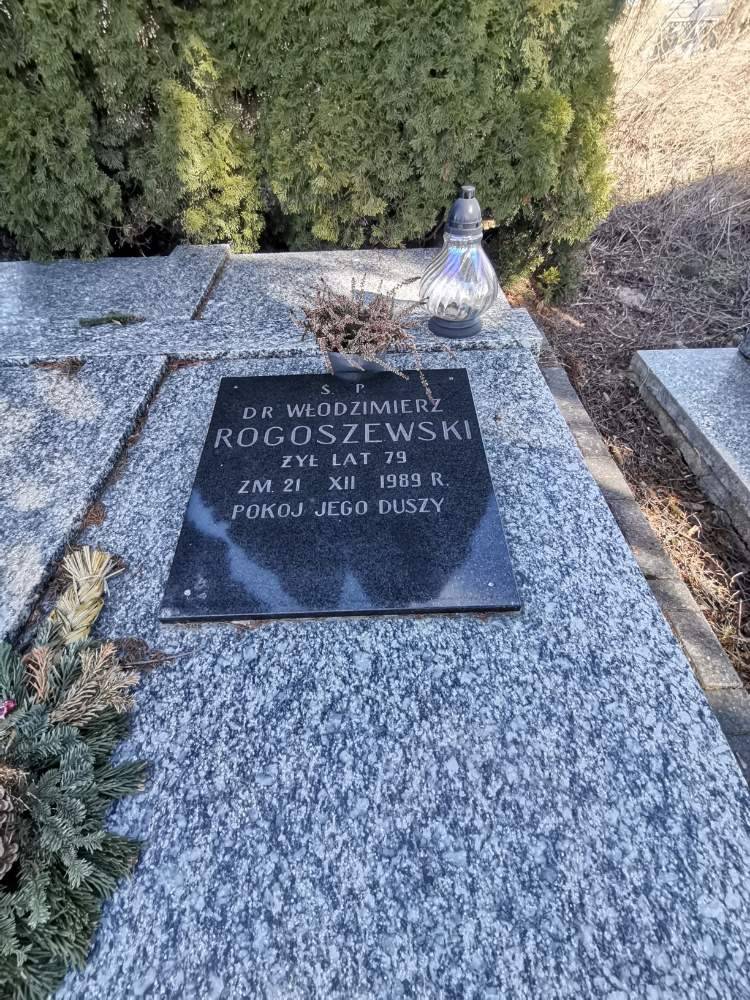 Ś. P.
DR WŁODZIMIERZ
ROGOSZEWSKI
ŻYŁ LAT 79
ZM. 21 XII 1989 R.
POKÓJ JEGO DUSZY